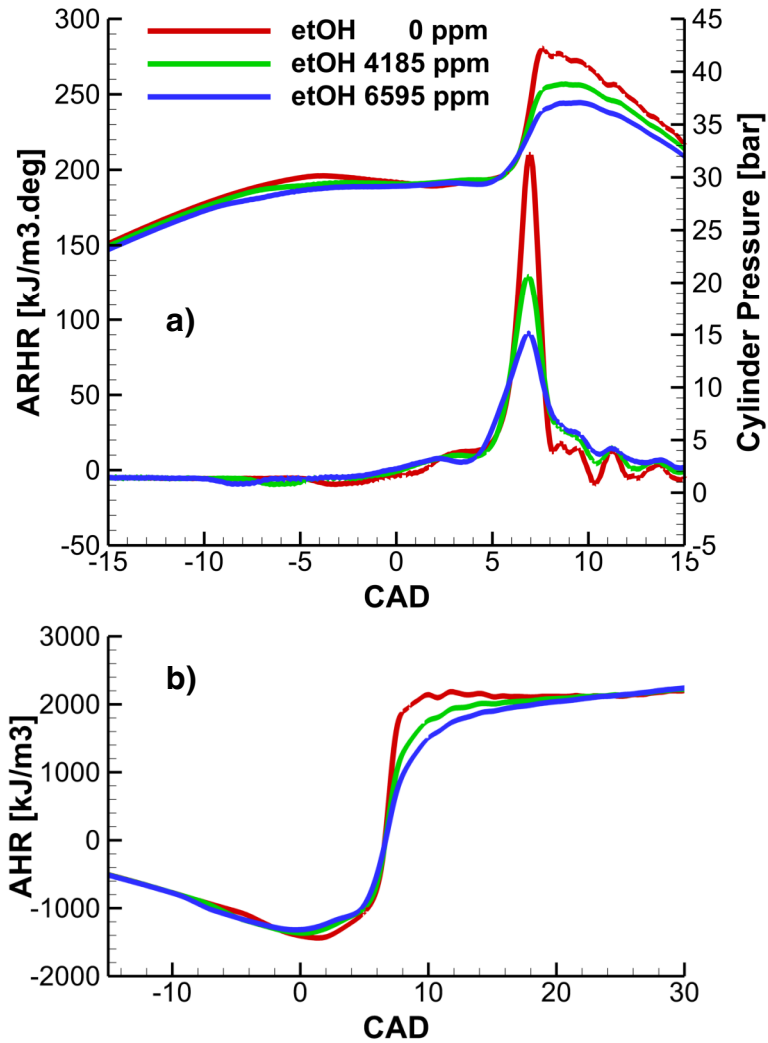 300
45
etOH 0 ppm
etOH 4185 ppm
etOH 6595 ppm
250
40
35
200
30
150
25
a)
20
100
15
50
10
5
0
0
-50
-5
-15 -10 -5 0 5 10 15
CAD
ARHR [kJ/m3.deg]
Cylinder Pressure [bar]
3000
b)
2000
1000
0
-1000
-2000
-10 0 10 20 30
CAD
AHR [kJ/m3]